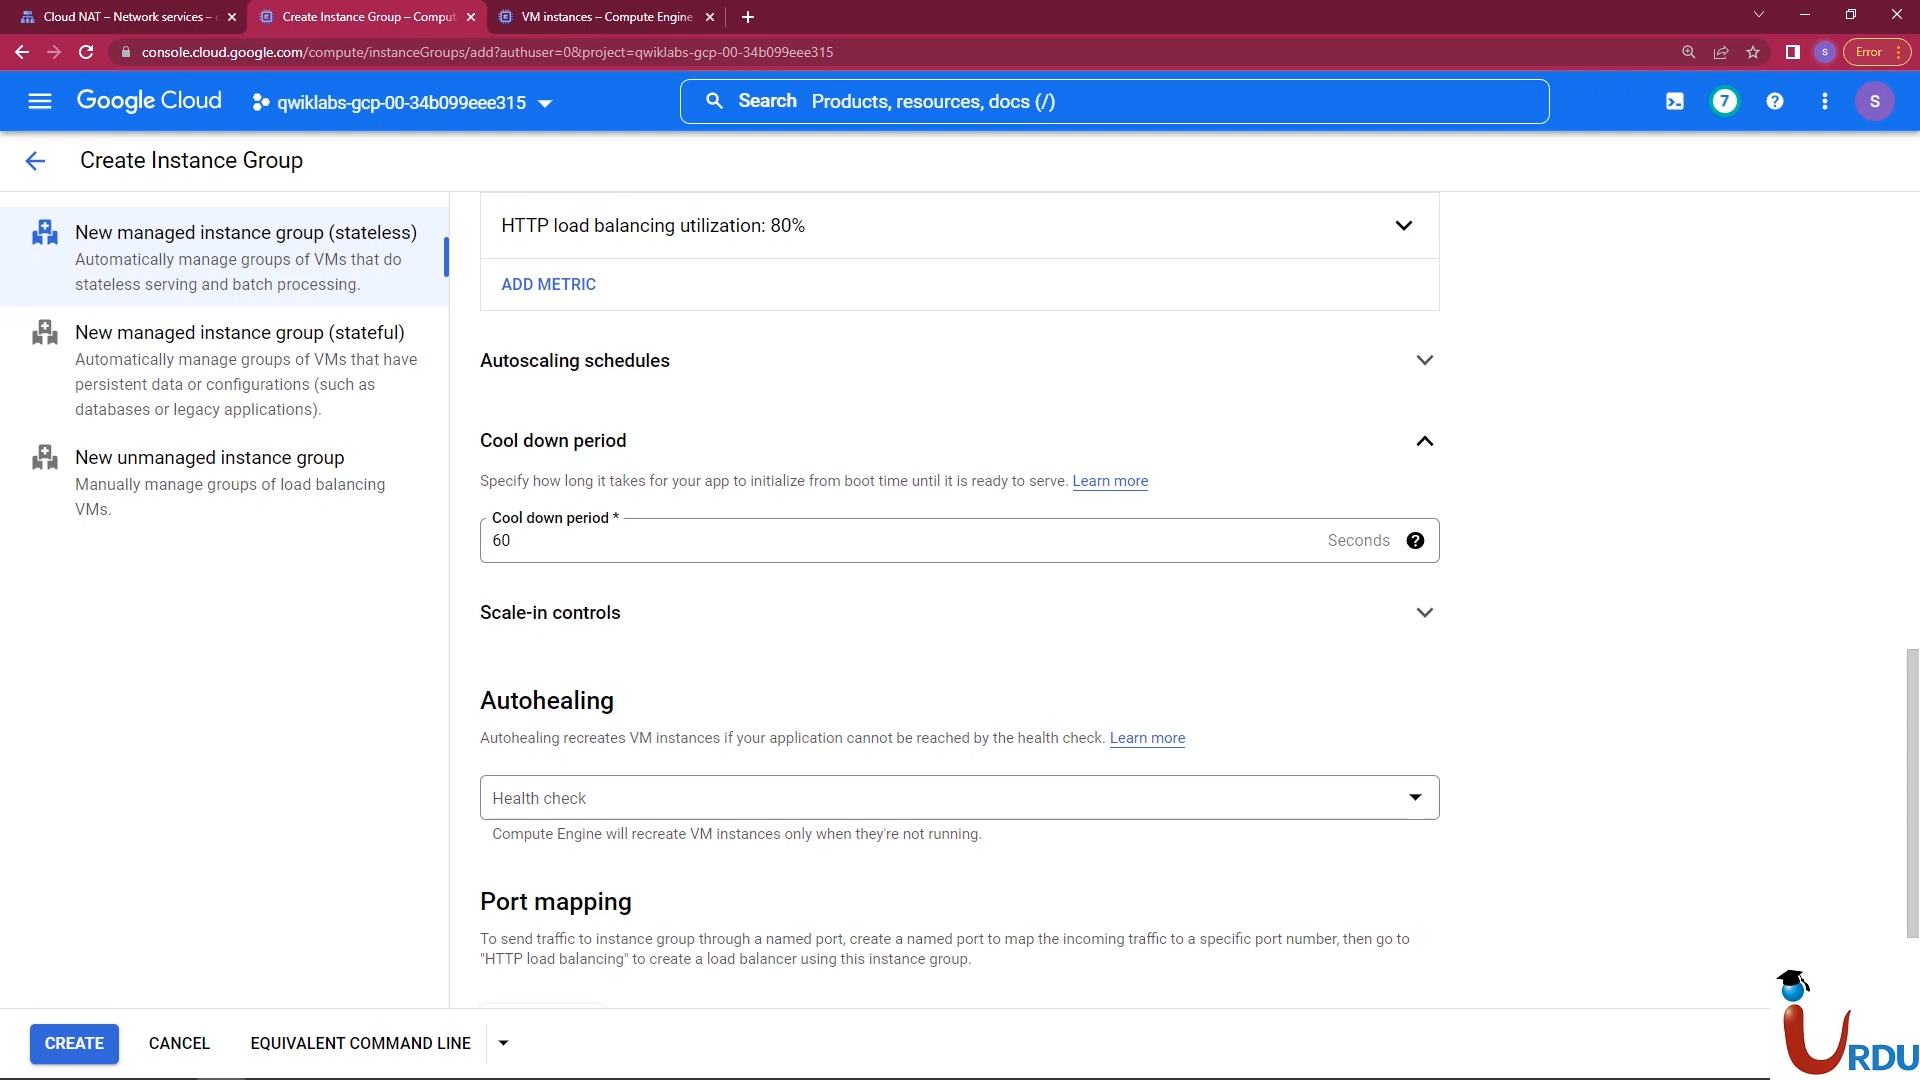 Cloud NAT – Network services –
Create Instance Group – Comput
VM instances – Compute Engine
console.cloud.google.com/compute/instanceGroups/add?authuser=0&project=qwiklabs-gcp-00-34b099eee315
s
Error
Google Cloud
qwiklabs-gcp-00-34b099eee315
Search Products, resources, docs (/)
7
?
S
Create Instance Group
New managed instance group (stateless)
Automatically manage groups of VMs that do
stateless serving and batch processing.
New managed instance group (stateful)
Automatically manage groups of VMs that have
persistent data or configurations (such as
databases or legacy applications).
New unmanaged instance group
Manually manage groups of load balancing
VMs.
HTTP load balancing utilization: 80%
ADD METRIC
Autoscaling schedules
Cool down period
Specify how long it takes for your app to initialize from boot time until it is ready to serve. Learn more
Cool down period *
60
Seconds
?
Scale-in controls
Autohealing
Autohealing recreates VM instances if your application cannot be reached by the health check. Learn more
Health check
Compute Engine will recreate VM instances only when they're not running.
Port mapping
To send traffic to instance group through a named port, create a named port to map the incoming traffic to a specific port number, then go to
"HTTP load balancing" to create a load balancer using this instance group.
CREATE
CANCEL
EQUIVALENT COMMAND LINE
iURDU